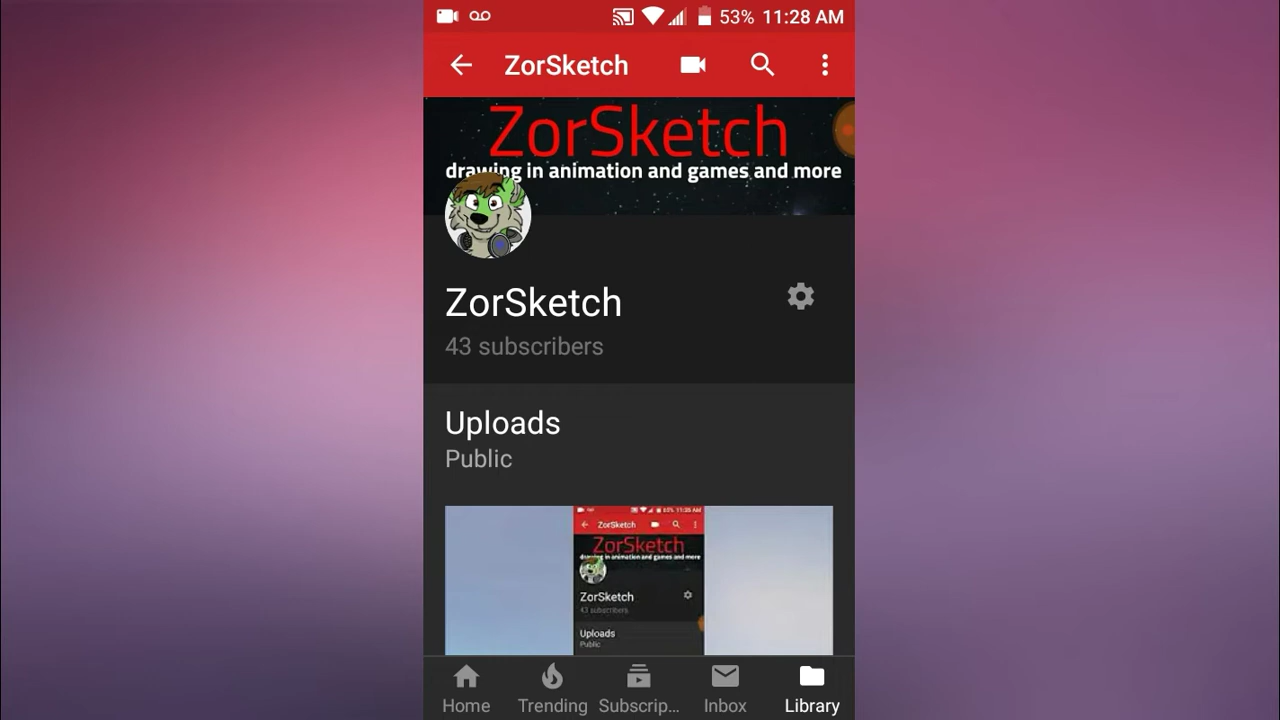 53% 11:28 AM
ZorSketch
ZorSketch
drawing in animation and games and more
ZorSketch
43 subscribers
Uploads
Public
ZorSketch
ZorSketch
drawing in animation and games and more
ZorSketch
43 subscribers
Uploads
Public
Home Trending Subscrip... Inbox Library